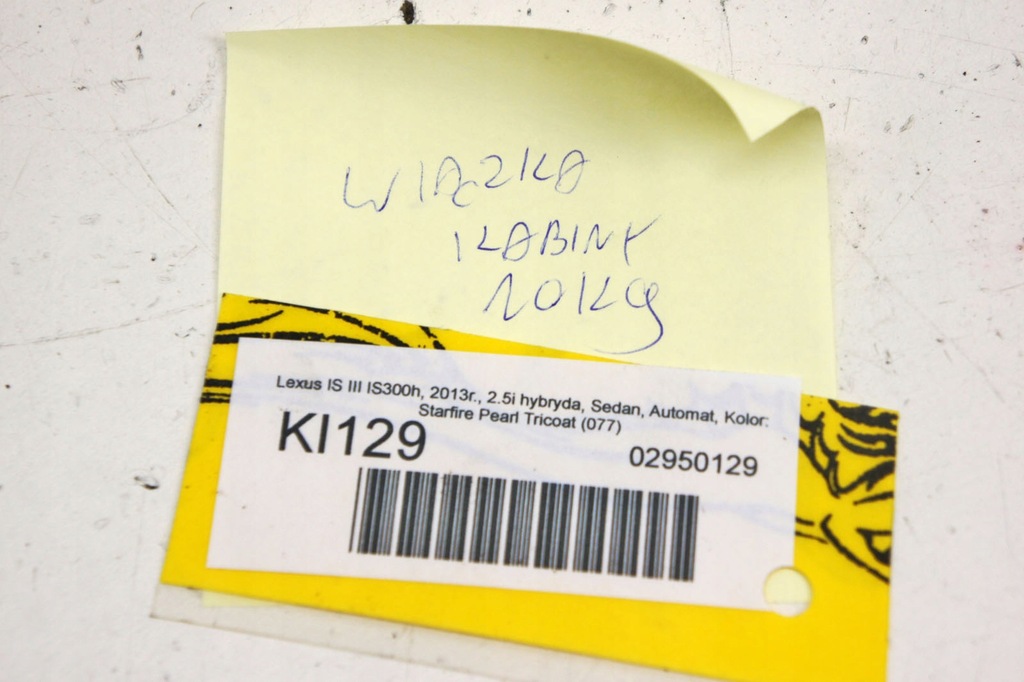 WIĄZKA
KABINY
10Kg
Lexus IS III IS300h, 2013r., 2.5i hybryda, Sedan, Automat, Kolor:
Starfire Pearl Tricoat (077)
KI129
02950129